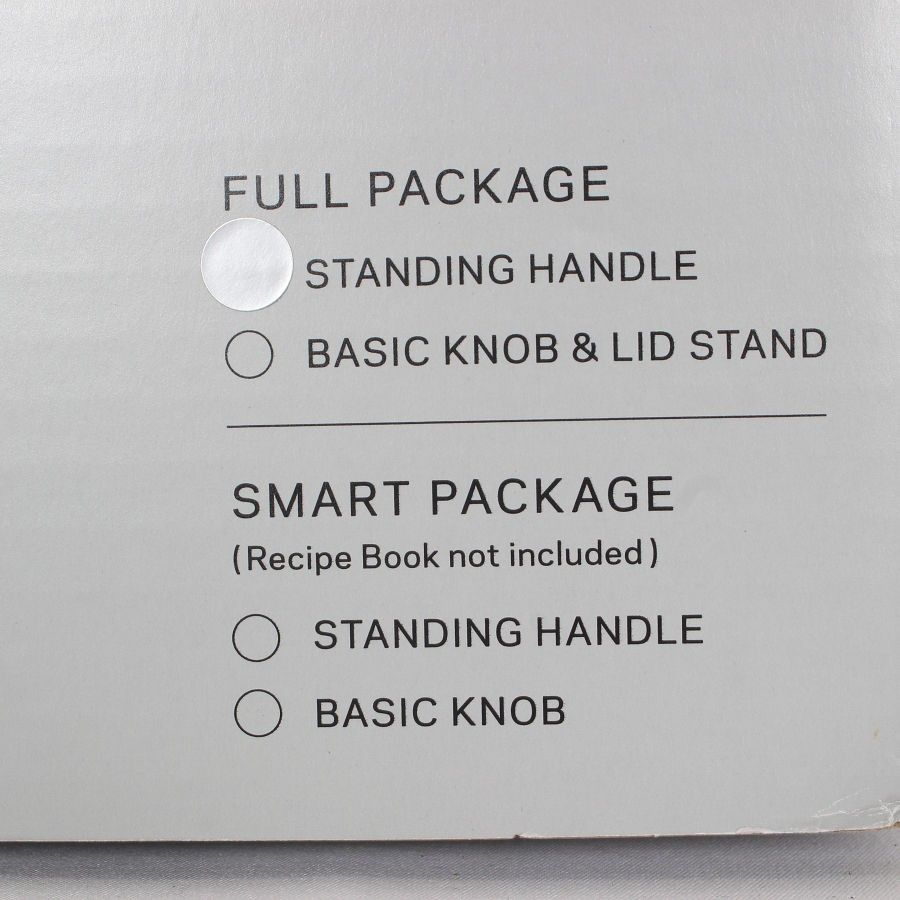 FULL PACKAGE
STANDING HANDLE
BASIC KNOB & LID STAND
SMART PACKAGE
(Recipe Book not included)
STANDING HANDLE
BASIC KNOB